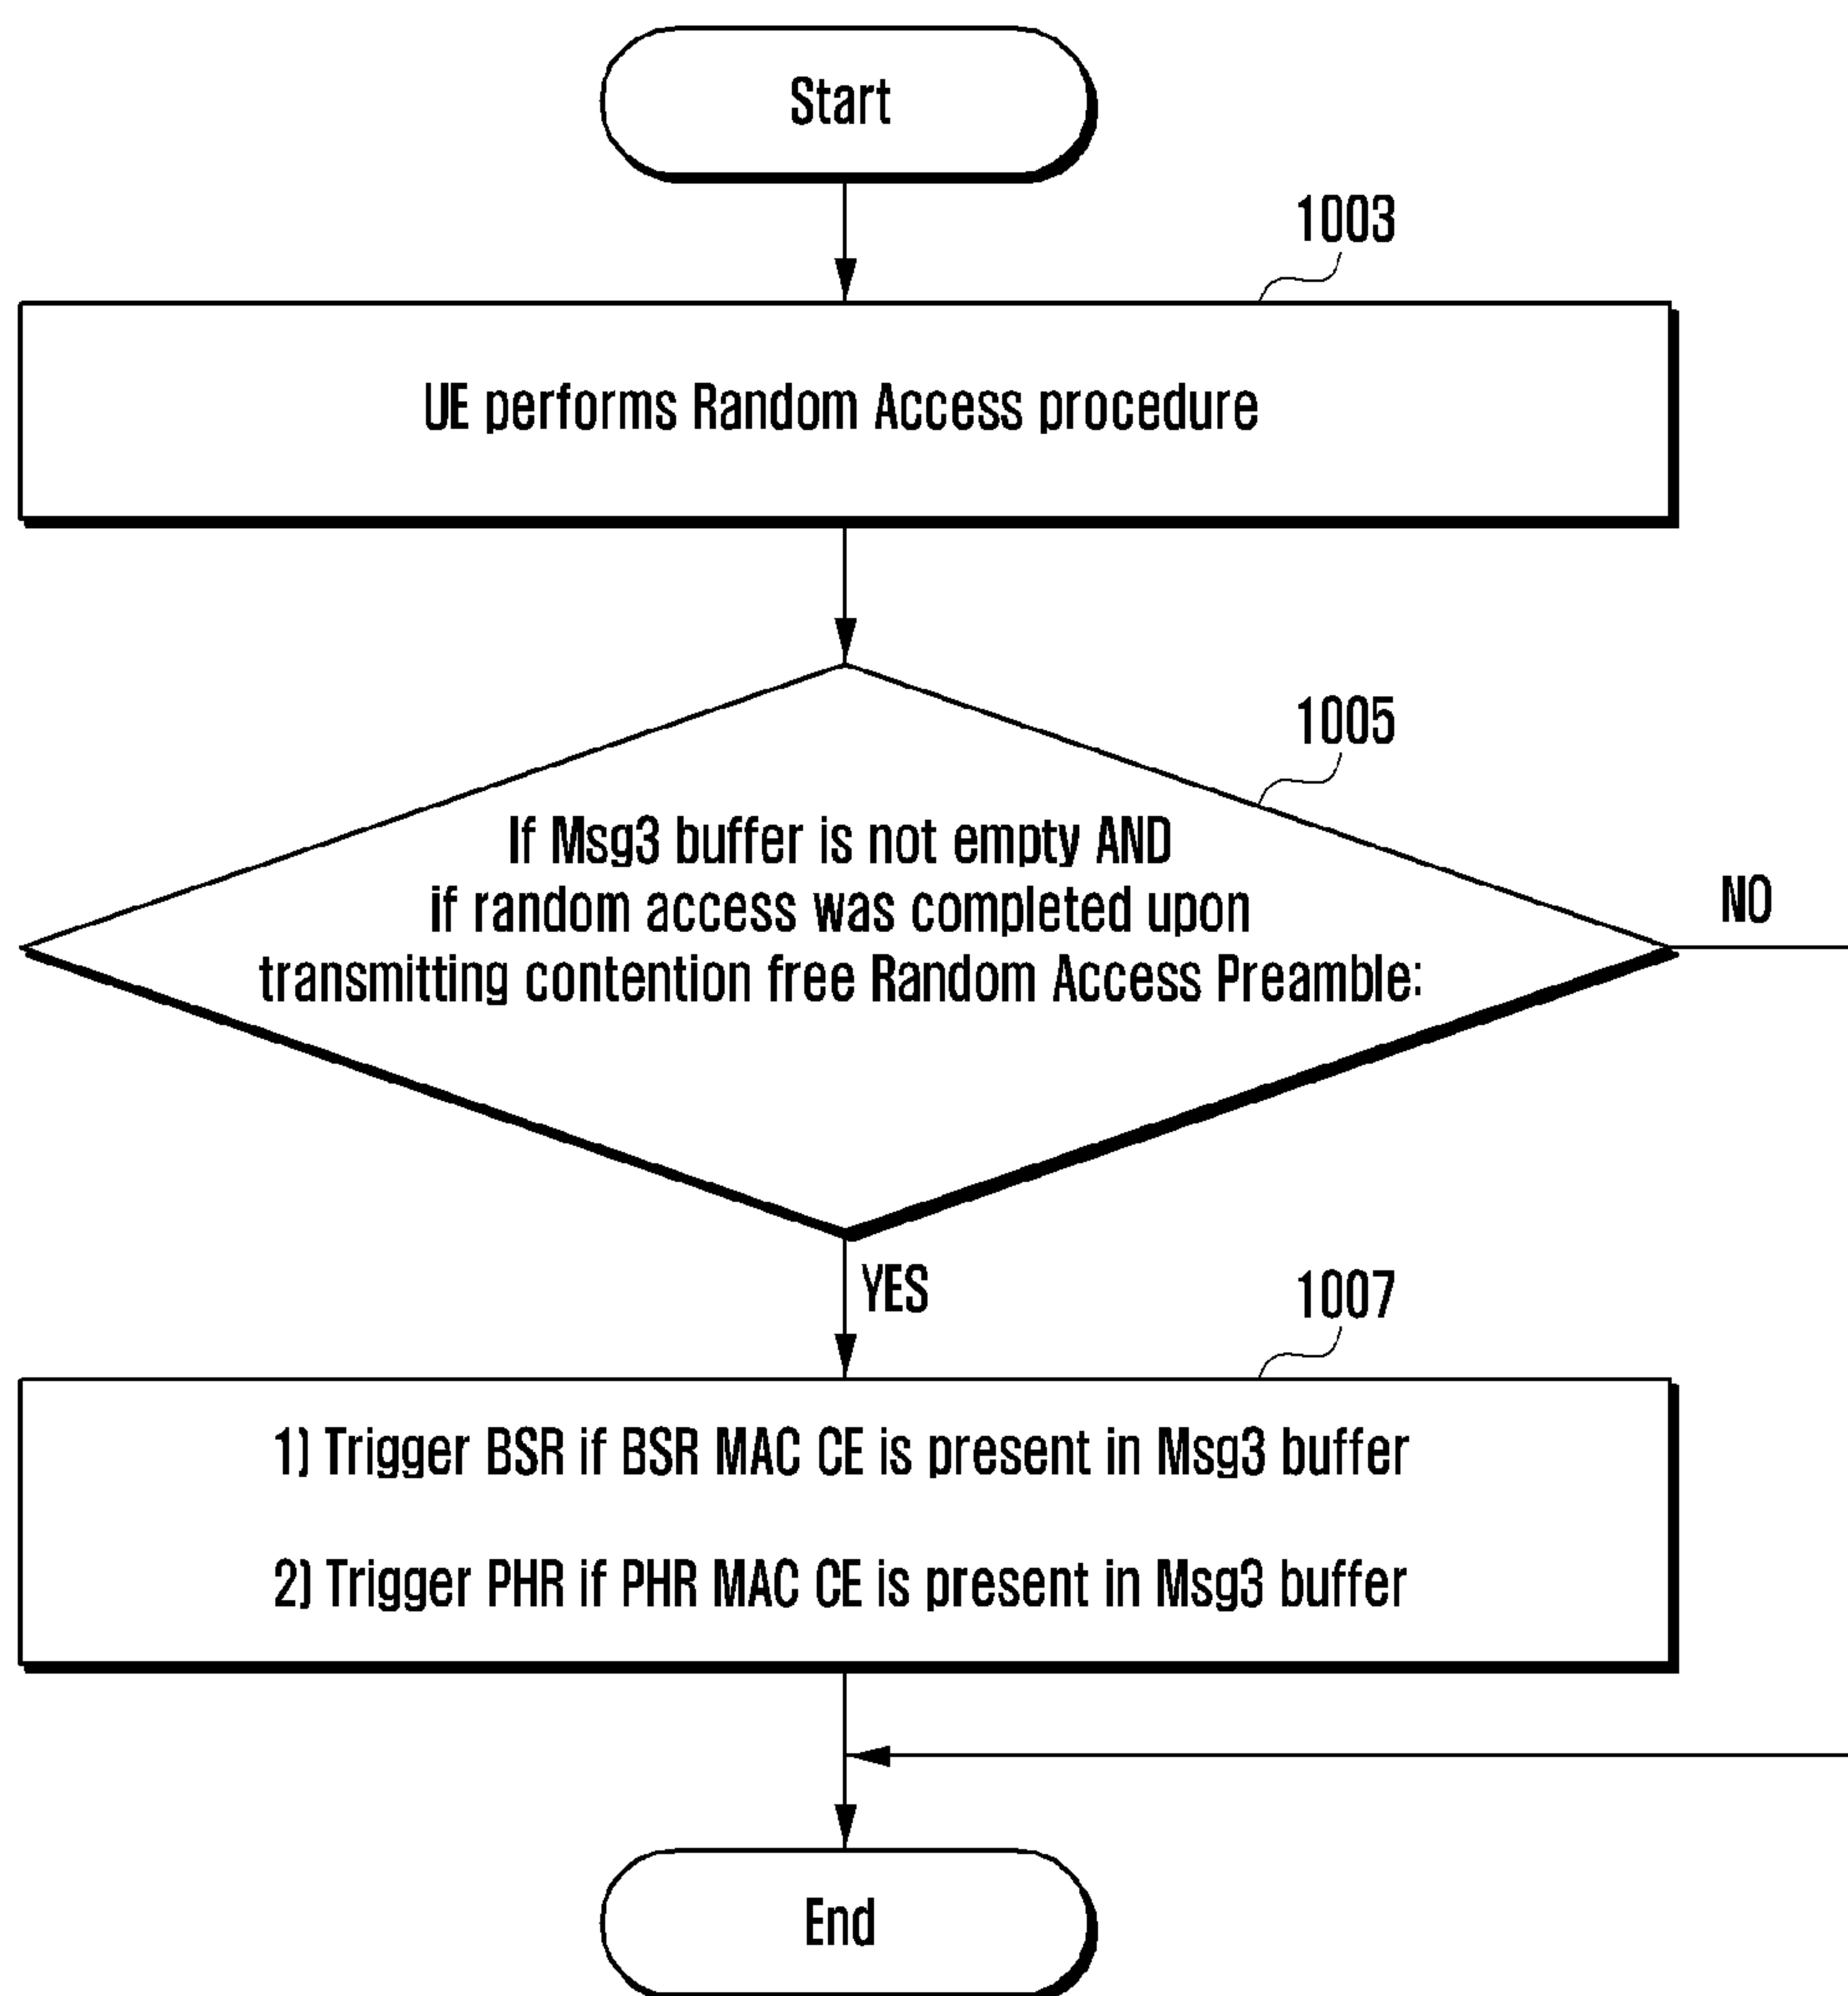 Start
1003
UE performs Random Access procedure
1005
If Msg3 buffer is not empty AND
if random access was completed upon
transmitting contention free Random Access Preamble:
NO
YES
1007
1) Trigger BSR if BSR MAC CE is present in Msg3 buffer
2) Trigger PHR if PHR MAC CE is present in Msg3 buffer
End